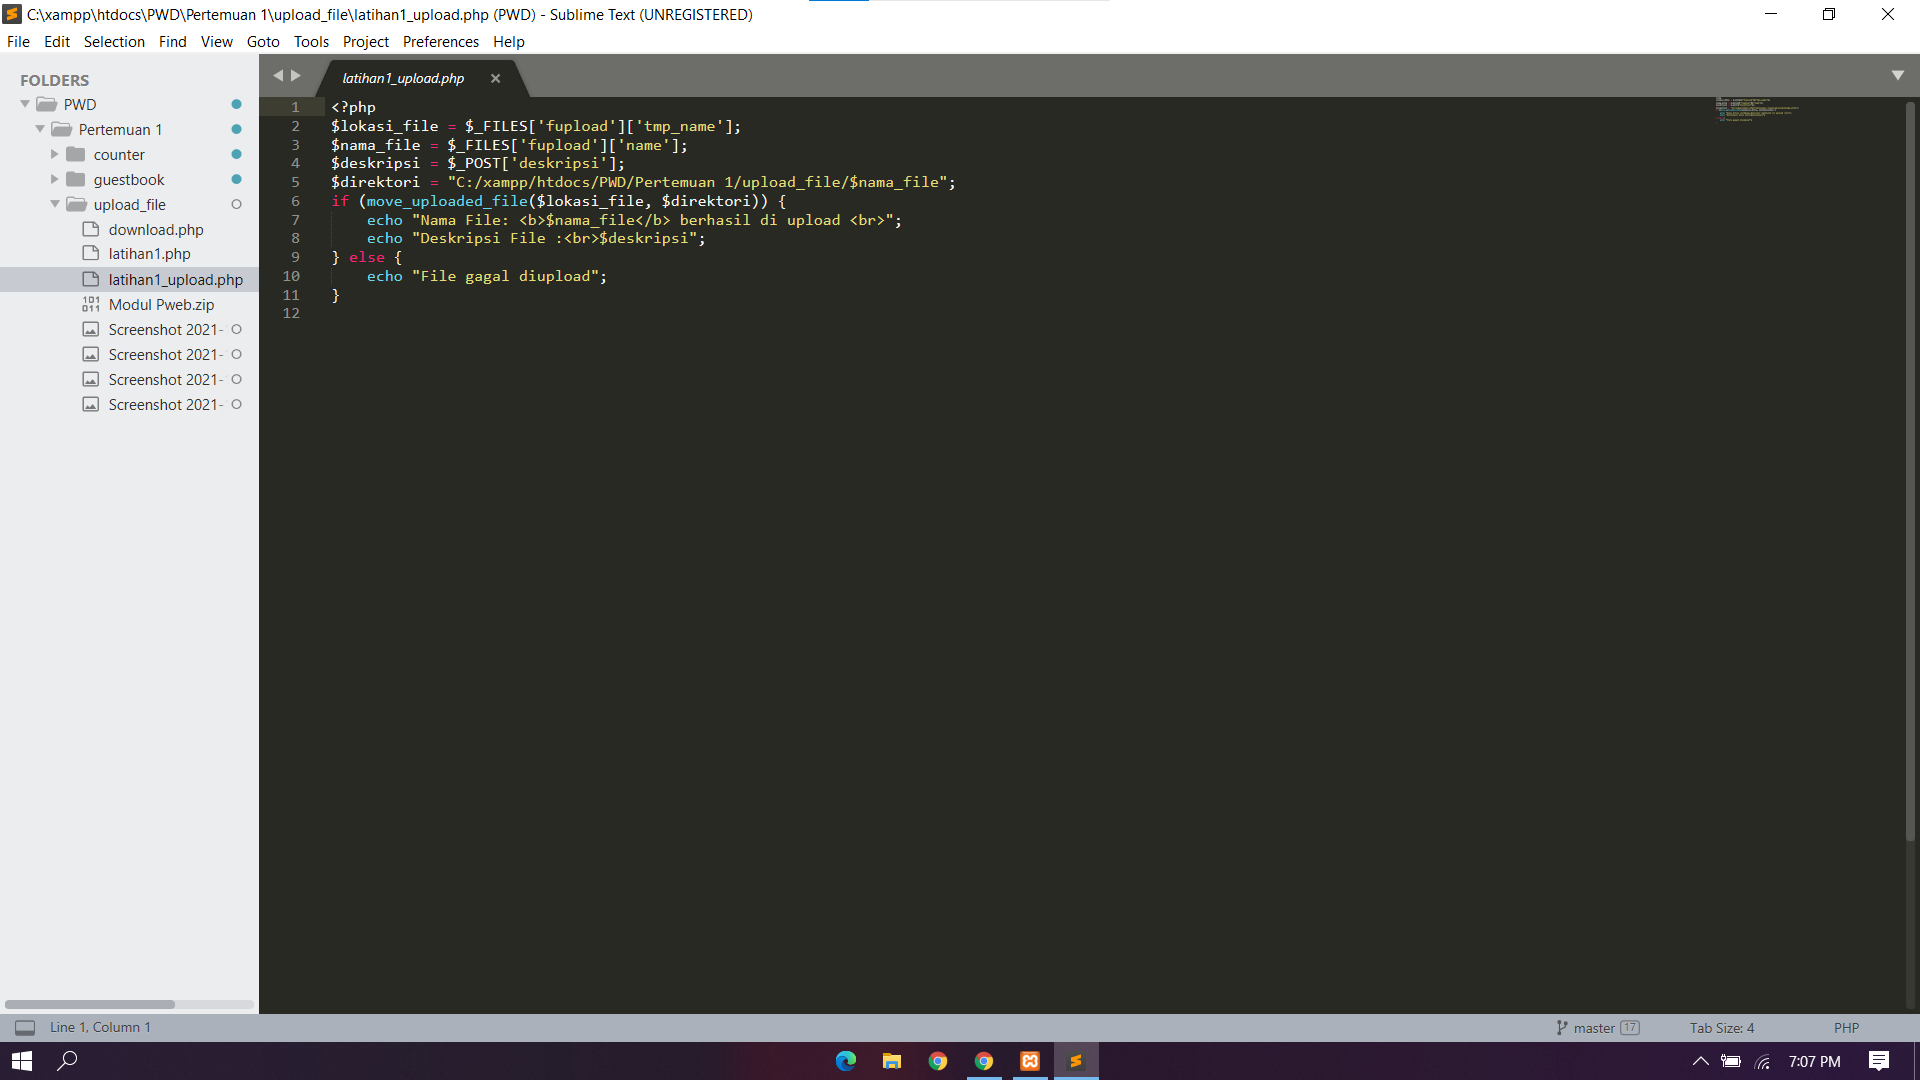 C:\xampp\htdocs\PWD\Pertemuan 1\upload_file\latihan1_upload.php (PWD) - Sublime Text (UNREGISTERED)
File Edit Selection Find View Goto Tools Project Preferences Help
FOLDERS
PWD
Pertemuan 1
counter
guestbook
upload_file
download.php
latihan1.php
latihan1_upload.php
Modul Pweb.zip
Screenshot 2021-
Screenshot 2021-
Screenshot 2021-
Screenshot 2021-
latihan1_upload.php
1 <?php
2 $lokasi_file = $_FILES['fupload']['tmp_name'];
3 $nama_file = $_FILES['fupload']['name'];
4 $deskripsi = $_POST['deskripsi'];
5 $direktori = "C:/xampp/htdocs/PWD/Pertemuan 1/upload_file/$nama_file";
6 if (move_uploaded_file($lokasi_file, $direktori)) {
7     echo "Nama File: <b>$nama_file</b> berhasil di upload <br>";
8     echo "Deskripsi File :<br>$deskripsi";
9 } else {
10     echo "File gagal diupload";
11 }
12
Line 1, Column 1
master 17
Tab Size: 4
PHP
7:07 PM